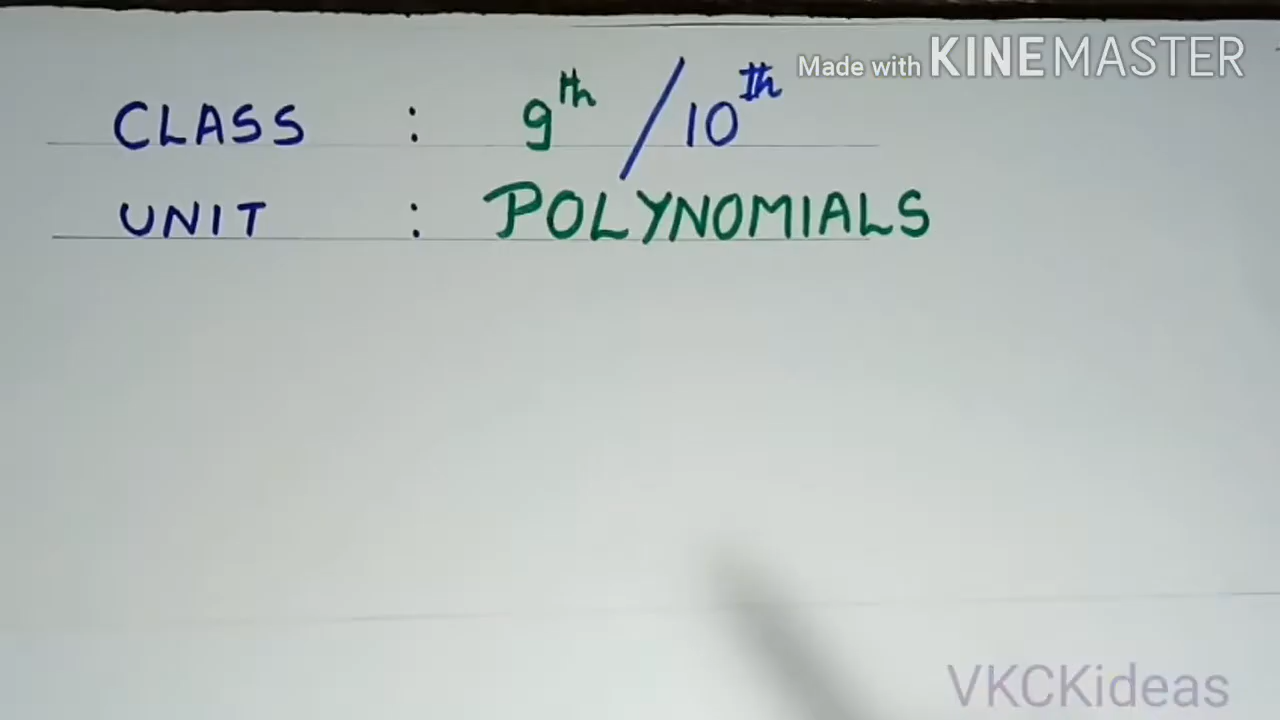 Made with KINEMASTER
CLASS : 9th / 10th
UNIT : POLYNOMIALS
VKCKideas